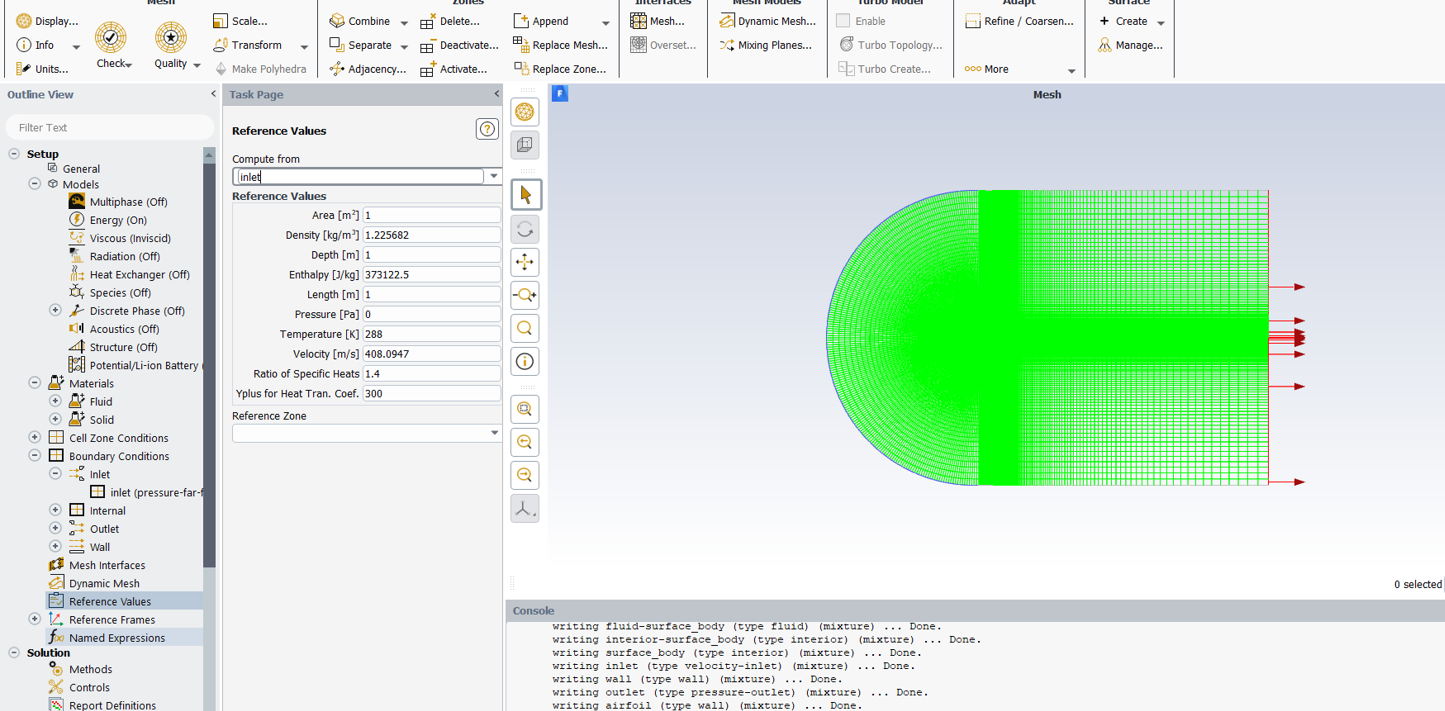 Mesh
Zones
Interfaces
Mesh Models
Turbo Model
Adapt
Surface
Display...
Info
Units...
Check
Quality
Scale...
Transform
Make Polyhedra
Combine
Separate
Adjacency...
Delete...
Deactivate...
Activate...
Append
Replace Mesh...
Replace Zone...
Mesh...
Overset...
Dynamic Mesh...
Mixing Planes...
Enable
Turbo Topology...
Turbo Create...
Refine / Coarsen...
More
Create
Manage...
Outline View
<
Filter Text
Setup
General
Models
Multiphase (Off)
Energy (On)
Viscous (Inviscid)
Radiation (Off)
Heat Exchanger (Off)
Species (Off)
Discrete Phase (Off)
Acoustics (Off)
Structure (Off)
Potential/Li-ion Battery (
Materials
Fluid
Solid
Cell Zone Conditions
Boundary Conditions
Inlet
inlet (pressure-far-f
Internal
Outlet
Wall
Mesh Interfaces
Dynamic Mesh
Reference Values
Reference Frames
Named Expressions
Solution
Methods
Controls
Report Definitions
Task Page
<
Reference Values
?
Compute from
inlet
Reference Values
Area [m²] 1
Density [kg/m³] 1.225682
Depth [m] 1
Enthalpy [J/kg] 373122.5
Length [m] 1
Pressure [Pa] 0
Temperature [K] 288
Velocity [m/s] 408.0947
Ratio of Specific Heats 1.4
Yplus for Heat Tran. Coef. 300
Reference Zone
F
Mesh
0 selected
Console
writing fluid-surface_body (type fluid) (mixture) ... Done.
writing interior-surface_body (type interior) (mixture) ... Done.
writing surface_body (type interior) (mixture) ... Done.
writing inlet (type velocity-inlet) (mixture) ... Done.
writing wall (type wall) (mixture) ... Done.
writing outlet (type pressure-outlet) (mixture) ... Done.
writing airfoil (type wall) (mixture) ... Done.